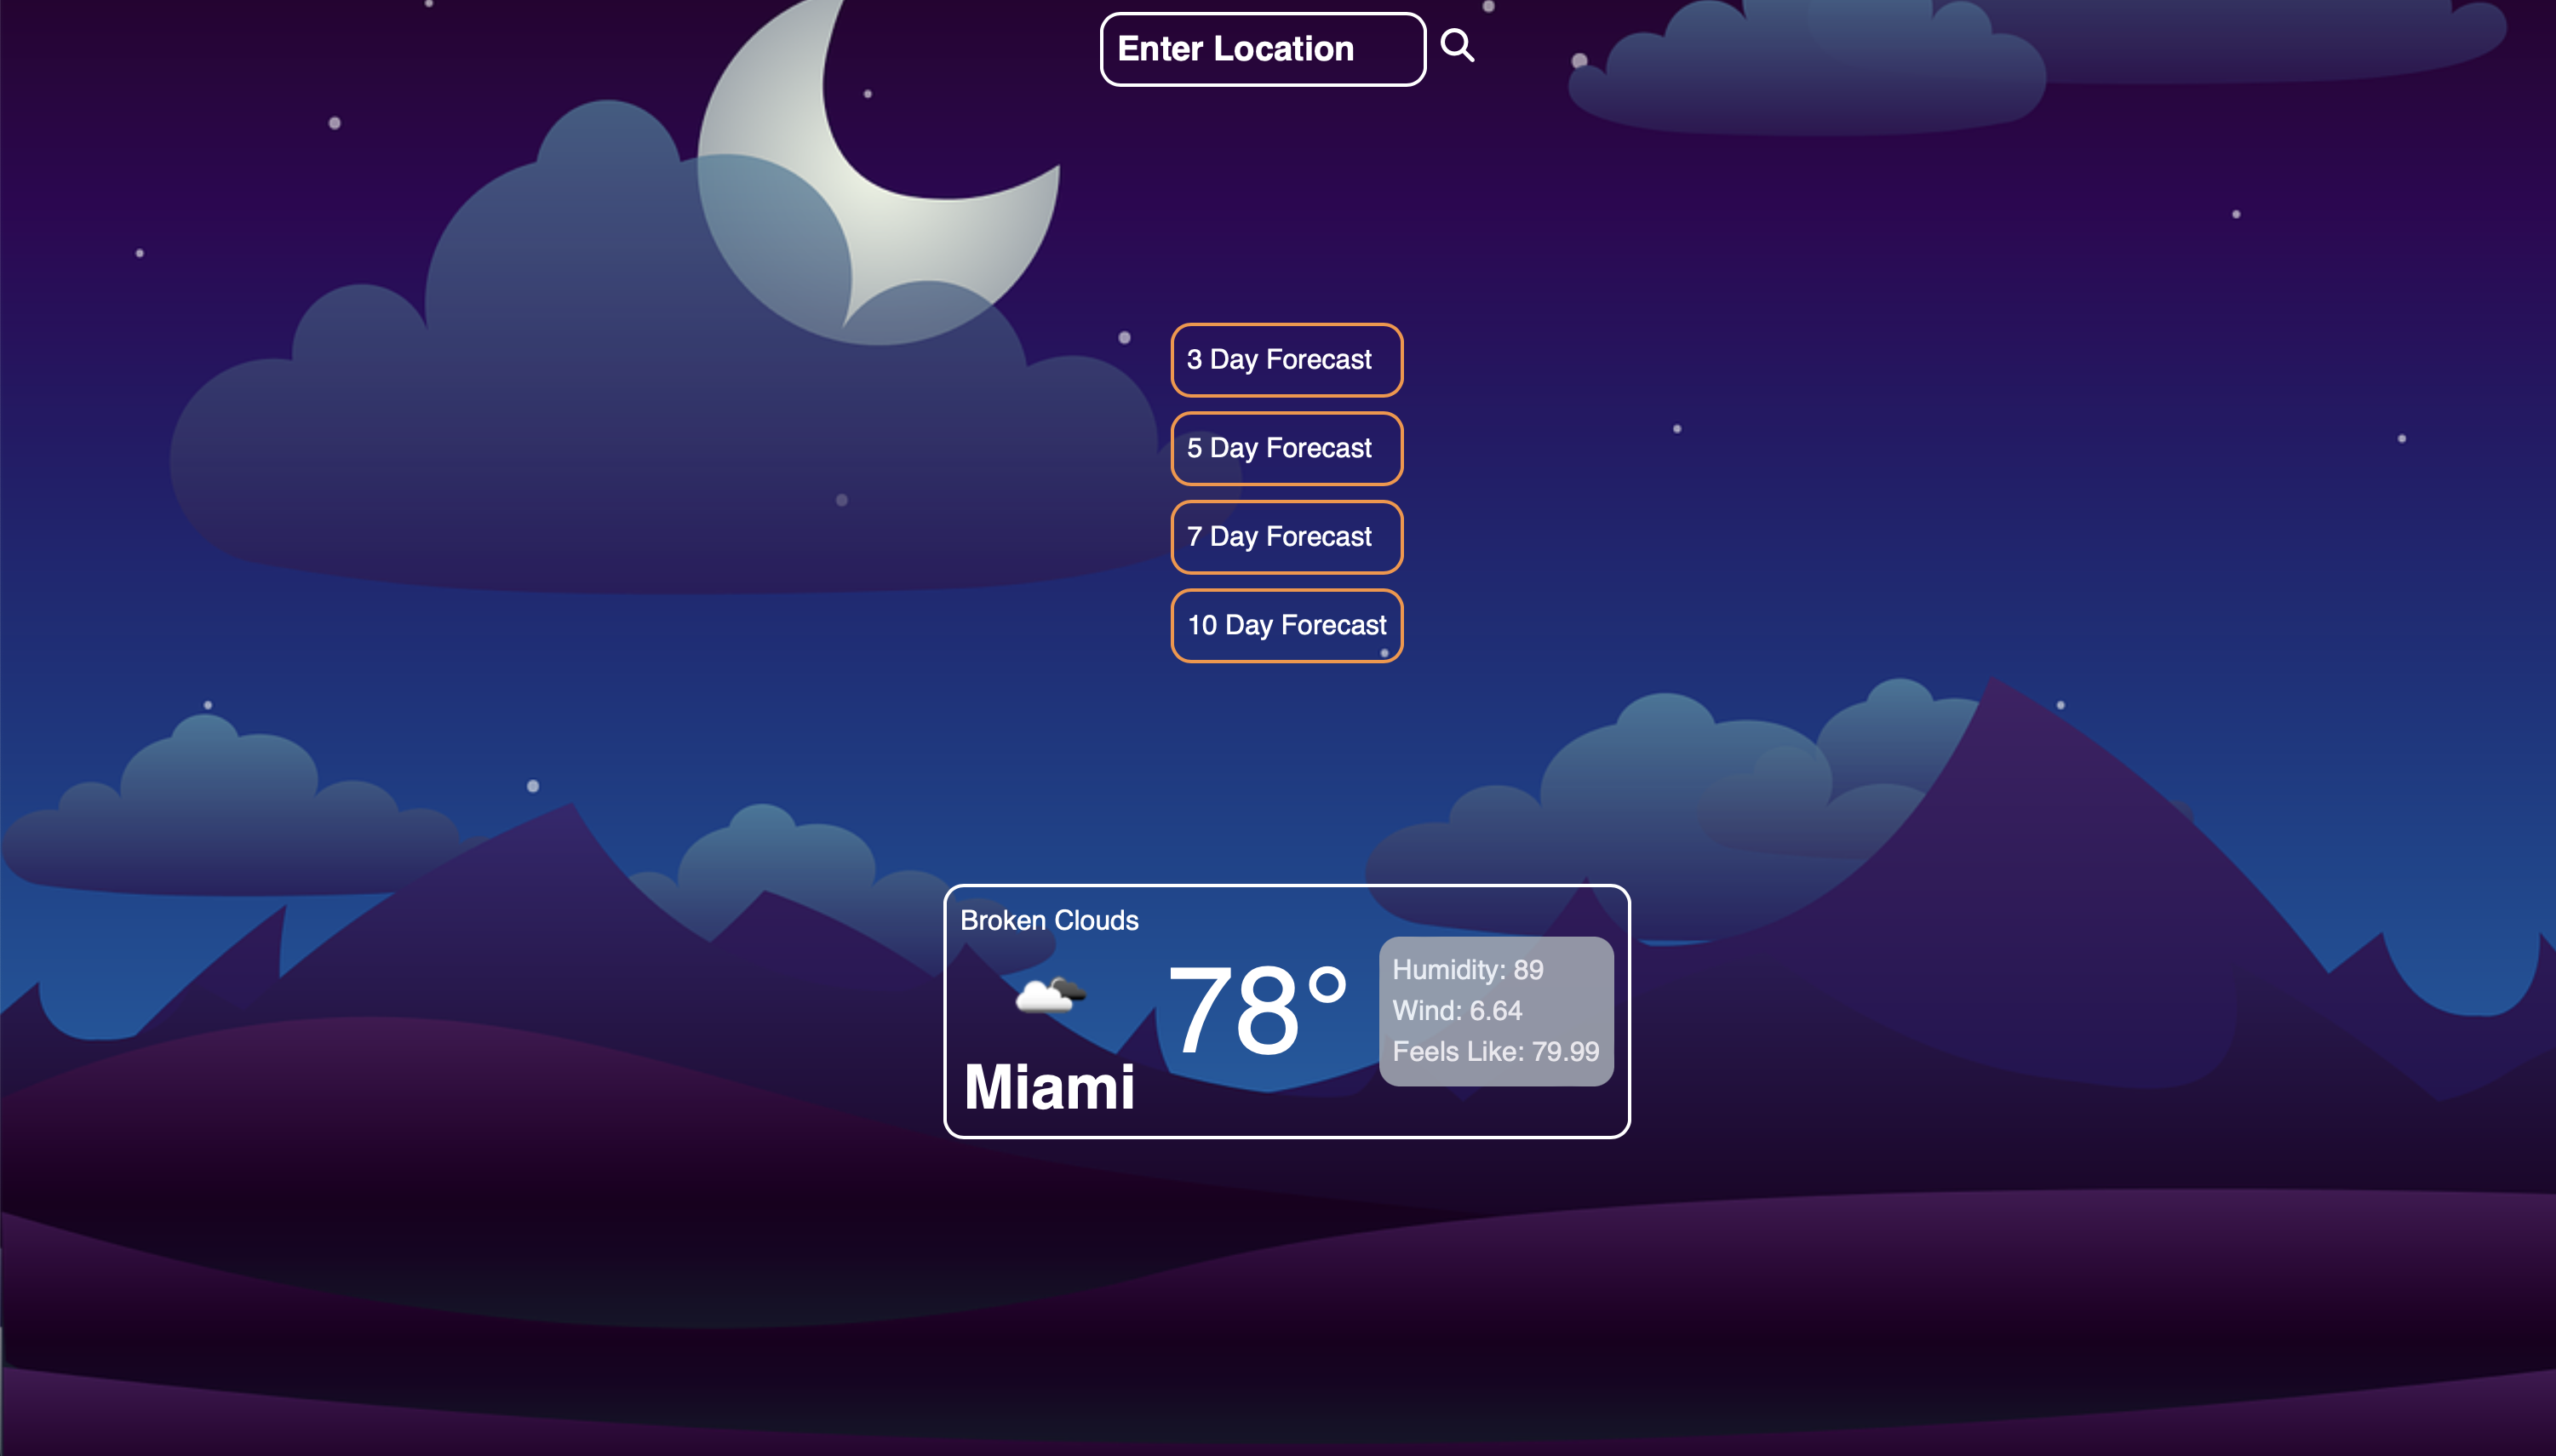 Enter Location
3 Day Forecast
5 Day Forecast
7 Day Forecast
10 Day Forecast
Broken Clouds
78°
Humidity: 89
Wind: 6.64
Feels Like: 79.99
Miami